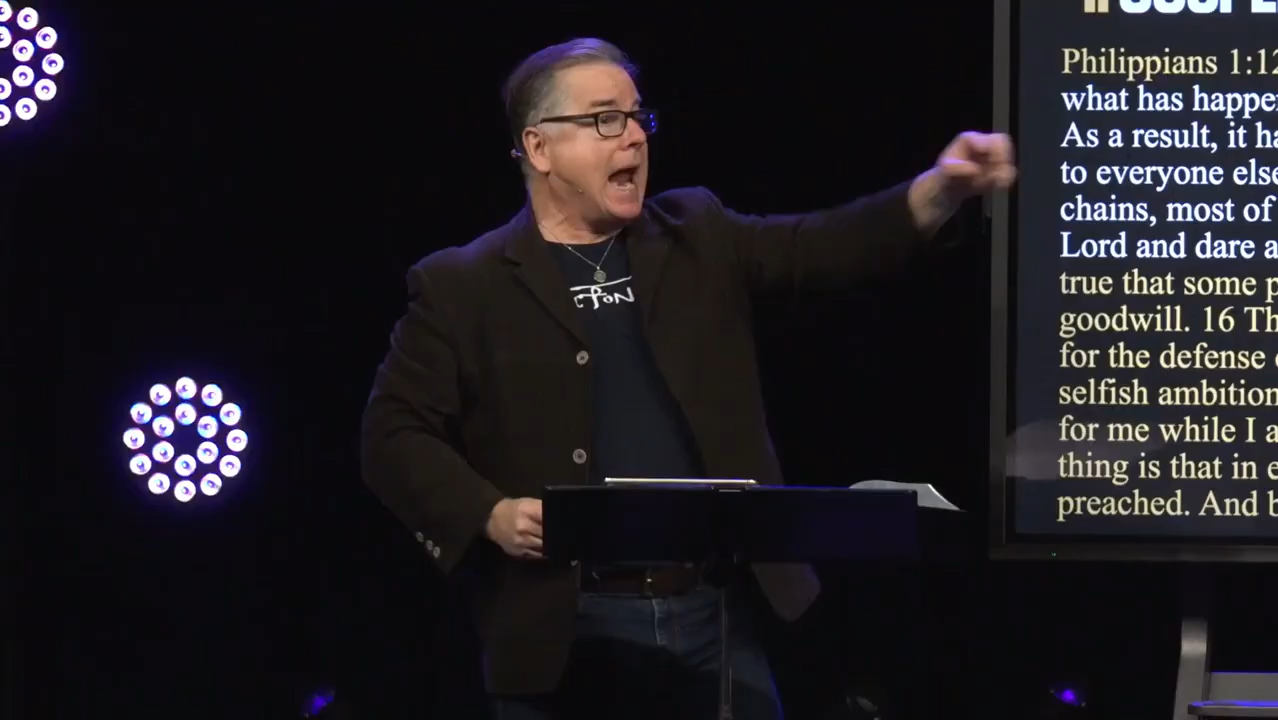 Philippians 1:12
what has happe
As a result, it ha
to everyone else
chains, most of
Lord and dare a
true that some p
goodwill. 16 Th
for the defense
selfish ambition
for me while I a
thing is that in e
preached. And b